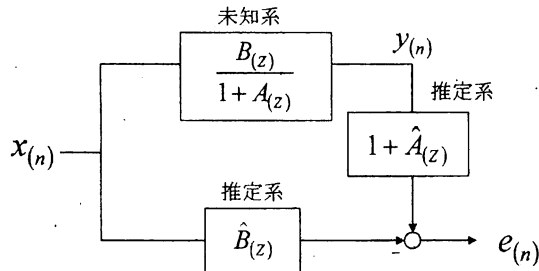 未知系
B(z)
1 + A(z)
y(n)
推定系
1 + Â(z)
x(n)
推定系
B̂(z)
-
e(n)